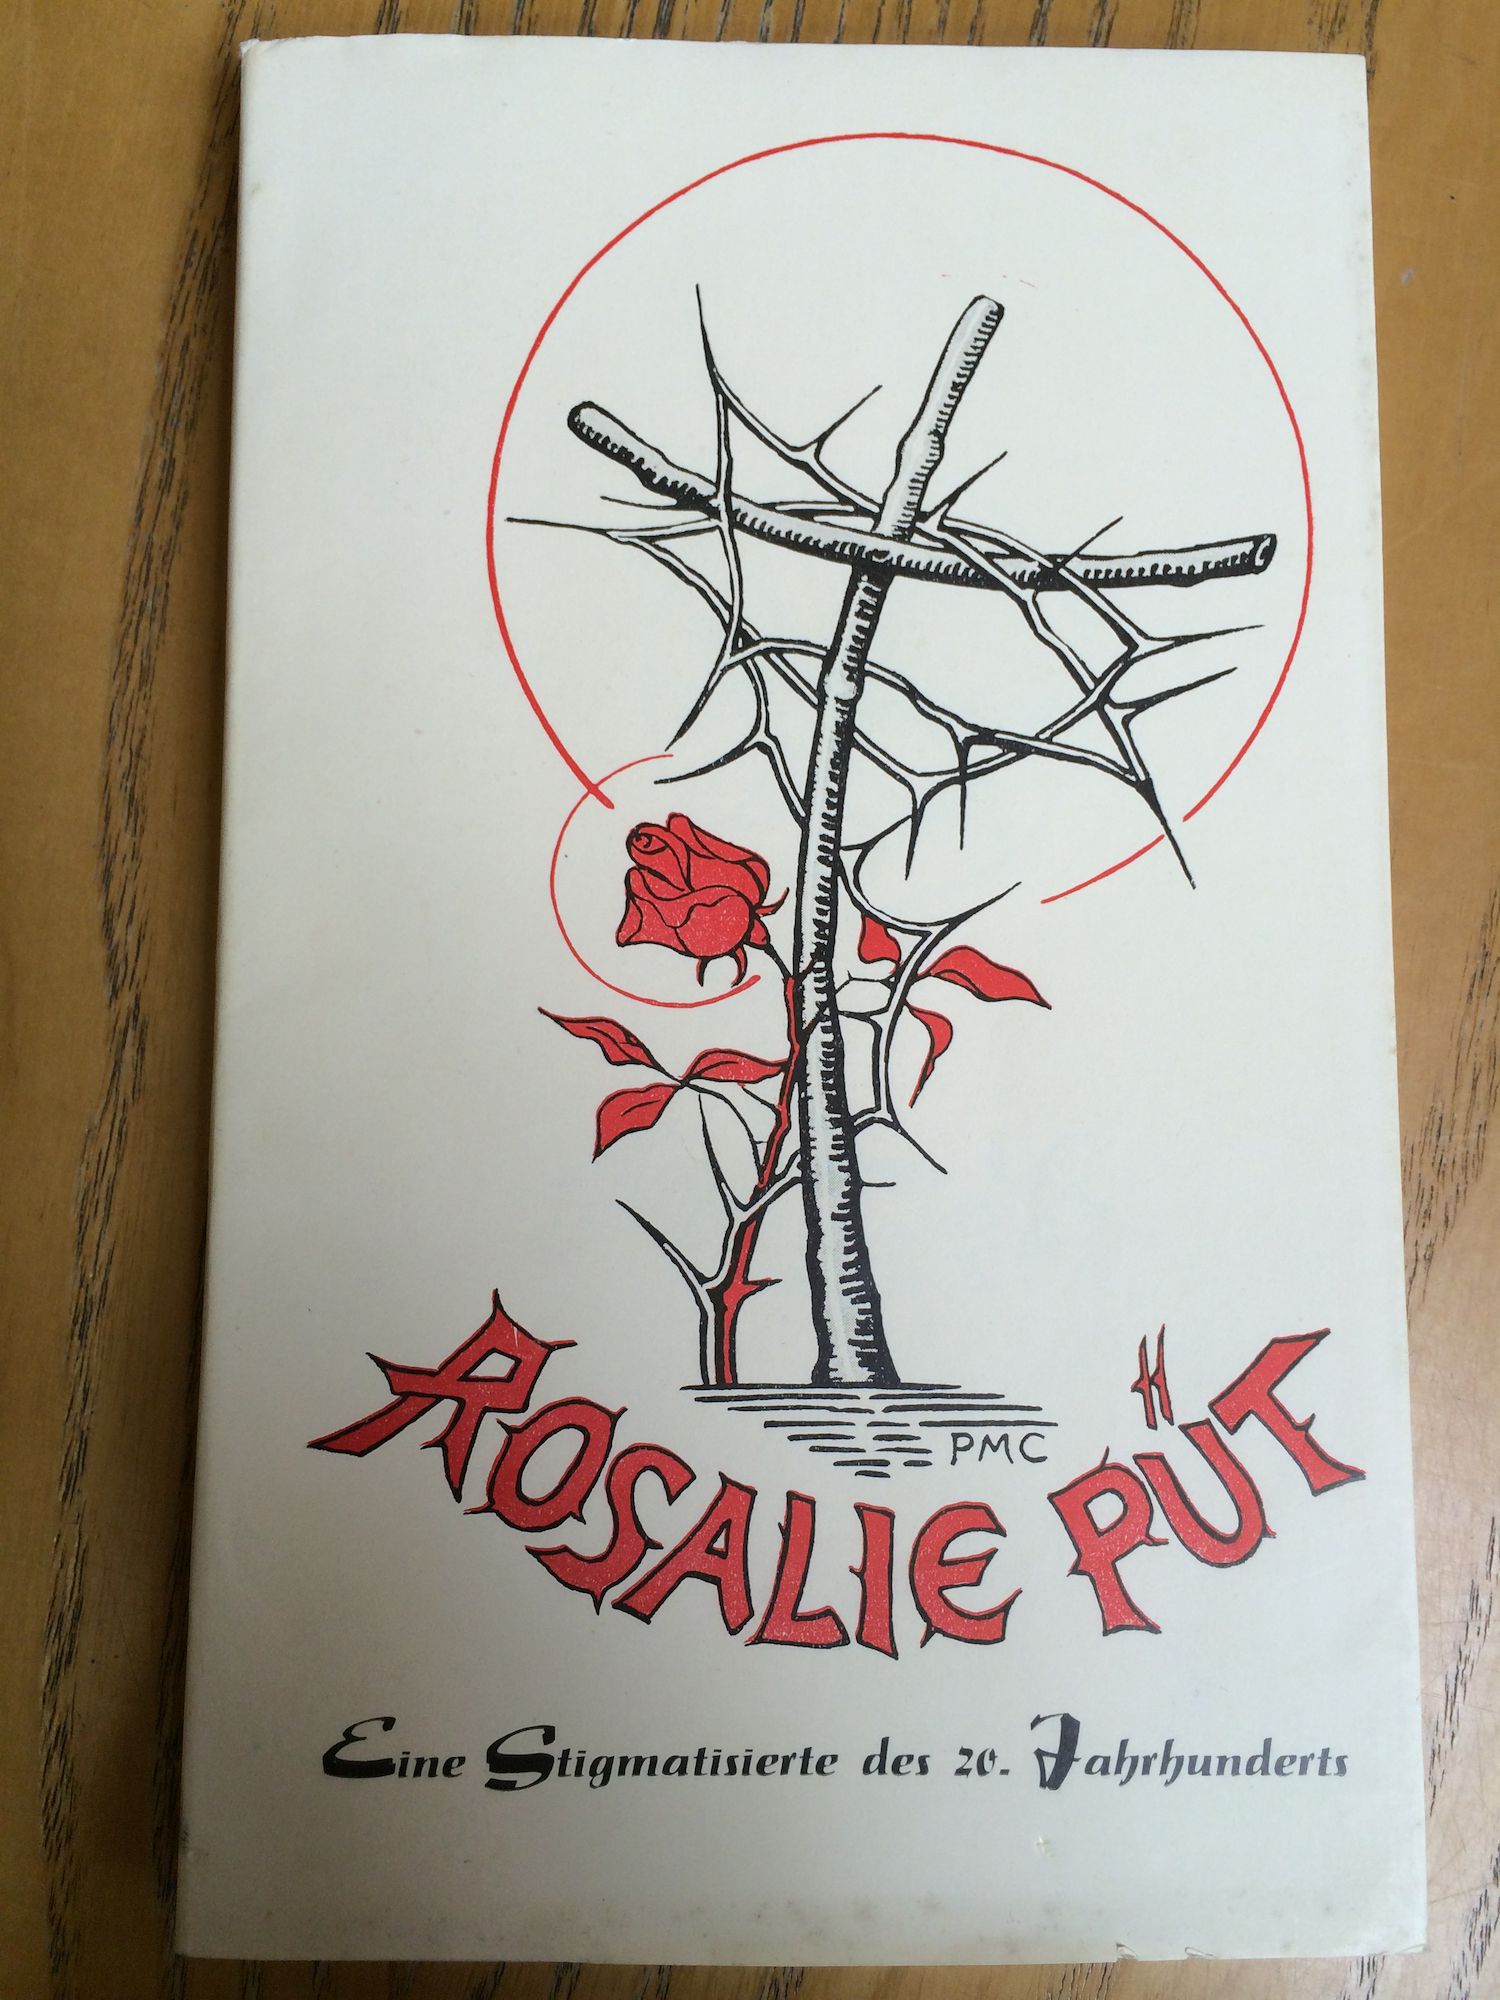 PMC
ROSALIE PÜT
Eine Stigmatisierte des 20. Jahrhunderts